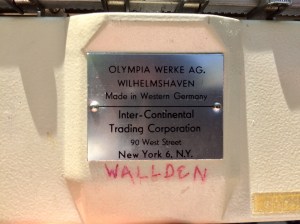 OLYMPIA WERKE AG.
WILHELMSHAVEN
Made in Western Germany
Inter-Continental
Trading Corporation
90 West Street
New York 6, N.Y.
WALLDEN